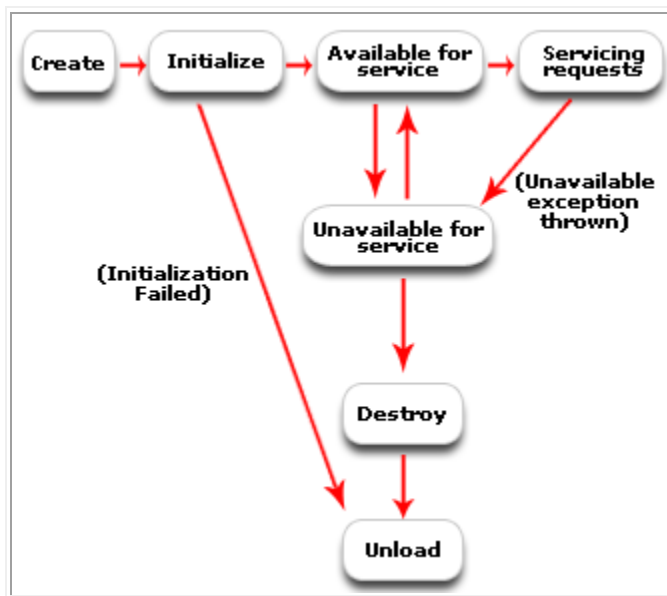 Create
Initialize
Available for
service
Servicing
requests
(Unavailable
exception
thrown)
Unavailable for
service
(Initialization
Failed)
Destroy
Unload